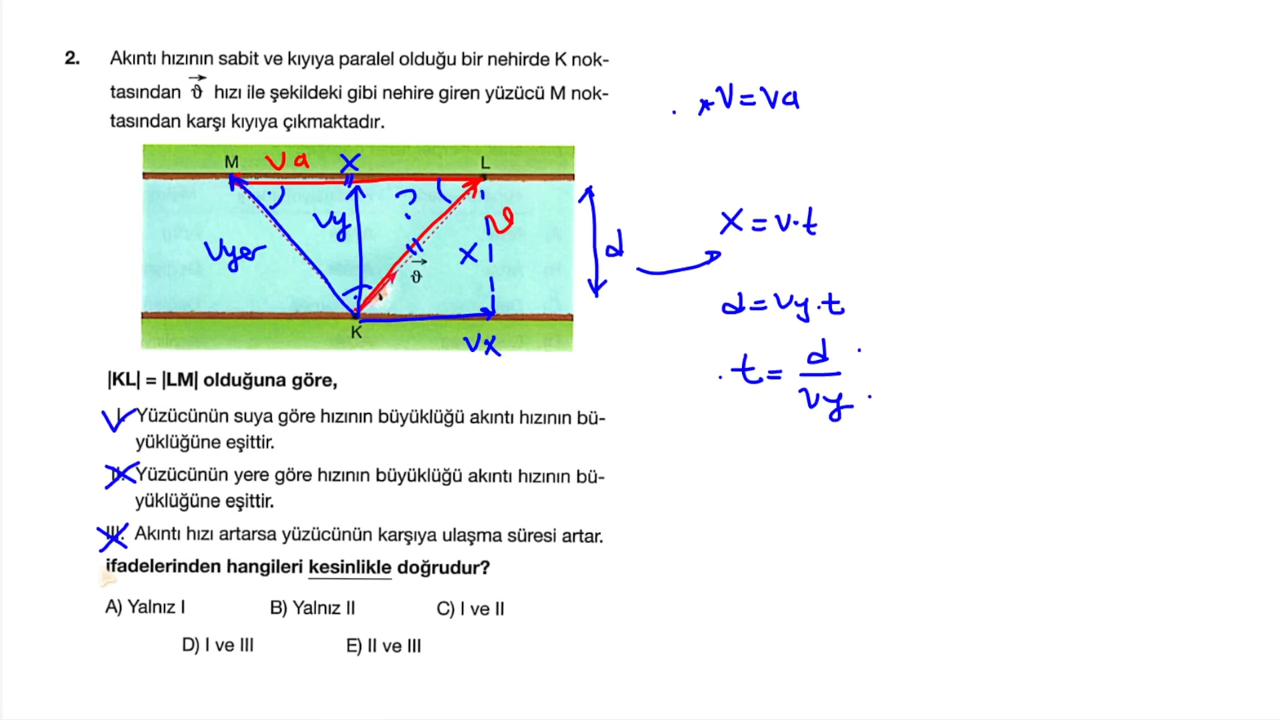 2. Akıntı hızının sabit ve kıyıya paralel olduğu bir nehirde K nok-
tasından ϑ hızı ile şekildeki gibi nehire giren yüzücü M nok-
tasından karşı kıyıya çıkmaktadır.
M Va X L
Vy ? ϑ
Vyer X d
ϑ
K
Vx
|KL| = |LM| olduğuna göre,
I. Yüzücünün suya göre hızının büyüklüğü akıntı hızının bü-
yüklüğüne eşittir.
II. Yüzücünün yere göre hızının büyüklüğü akıntı hızının bü-
yüklüğüne eşittir.
III. Akıntı hızı artarsa yüzücünün karşıya ulaşma süresi artar.
ifadelerinden hangileri kesinlikle doğrudur?
A) Yalnız I B) Yalnız II C) I ve II
D) I ve III E) II ve III
* V = Va
X = v.t
d = vy.t
t = d
vy